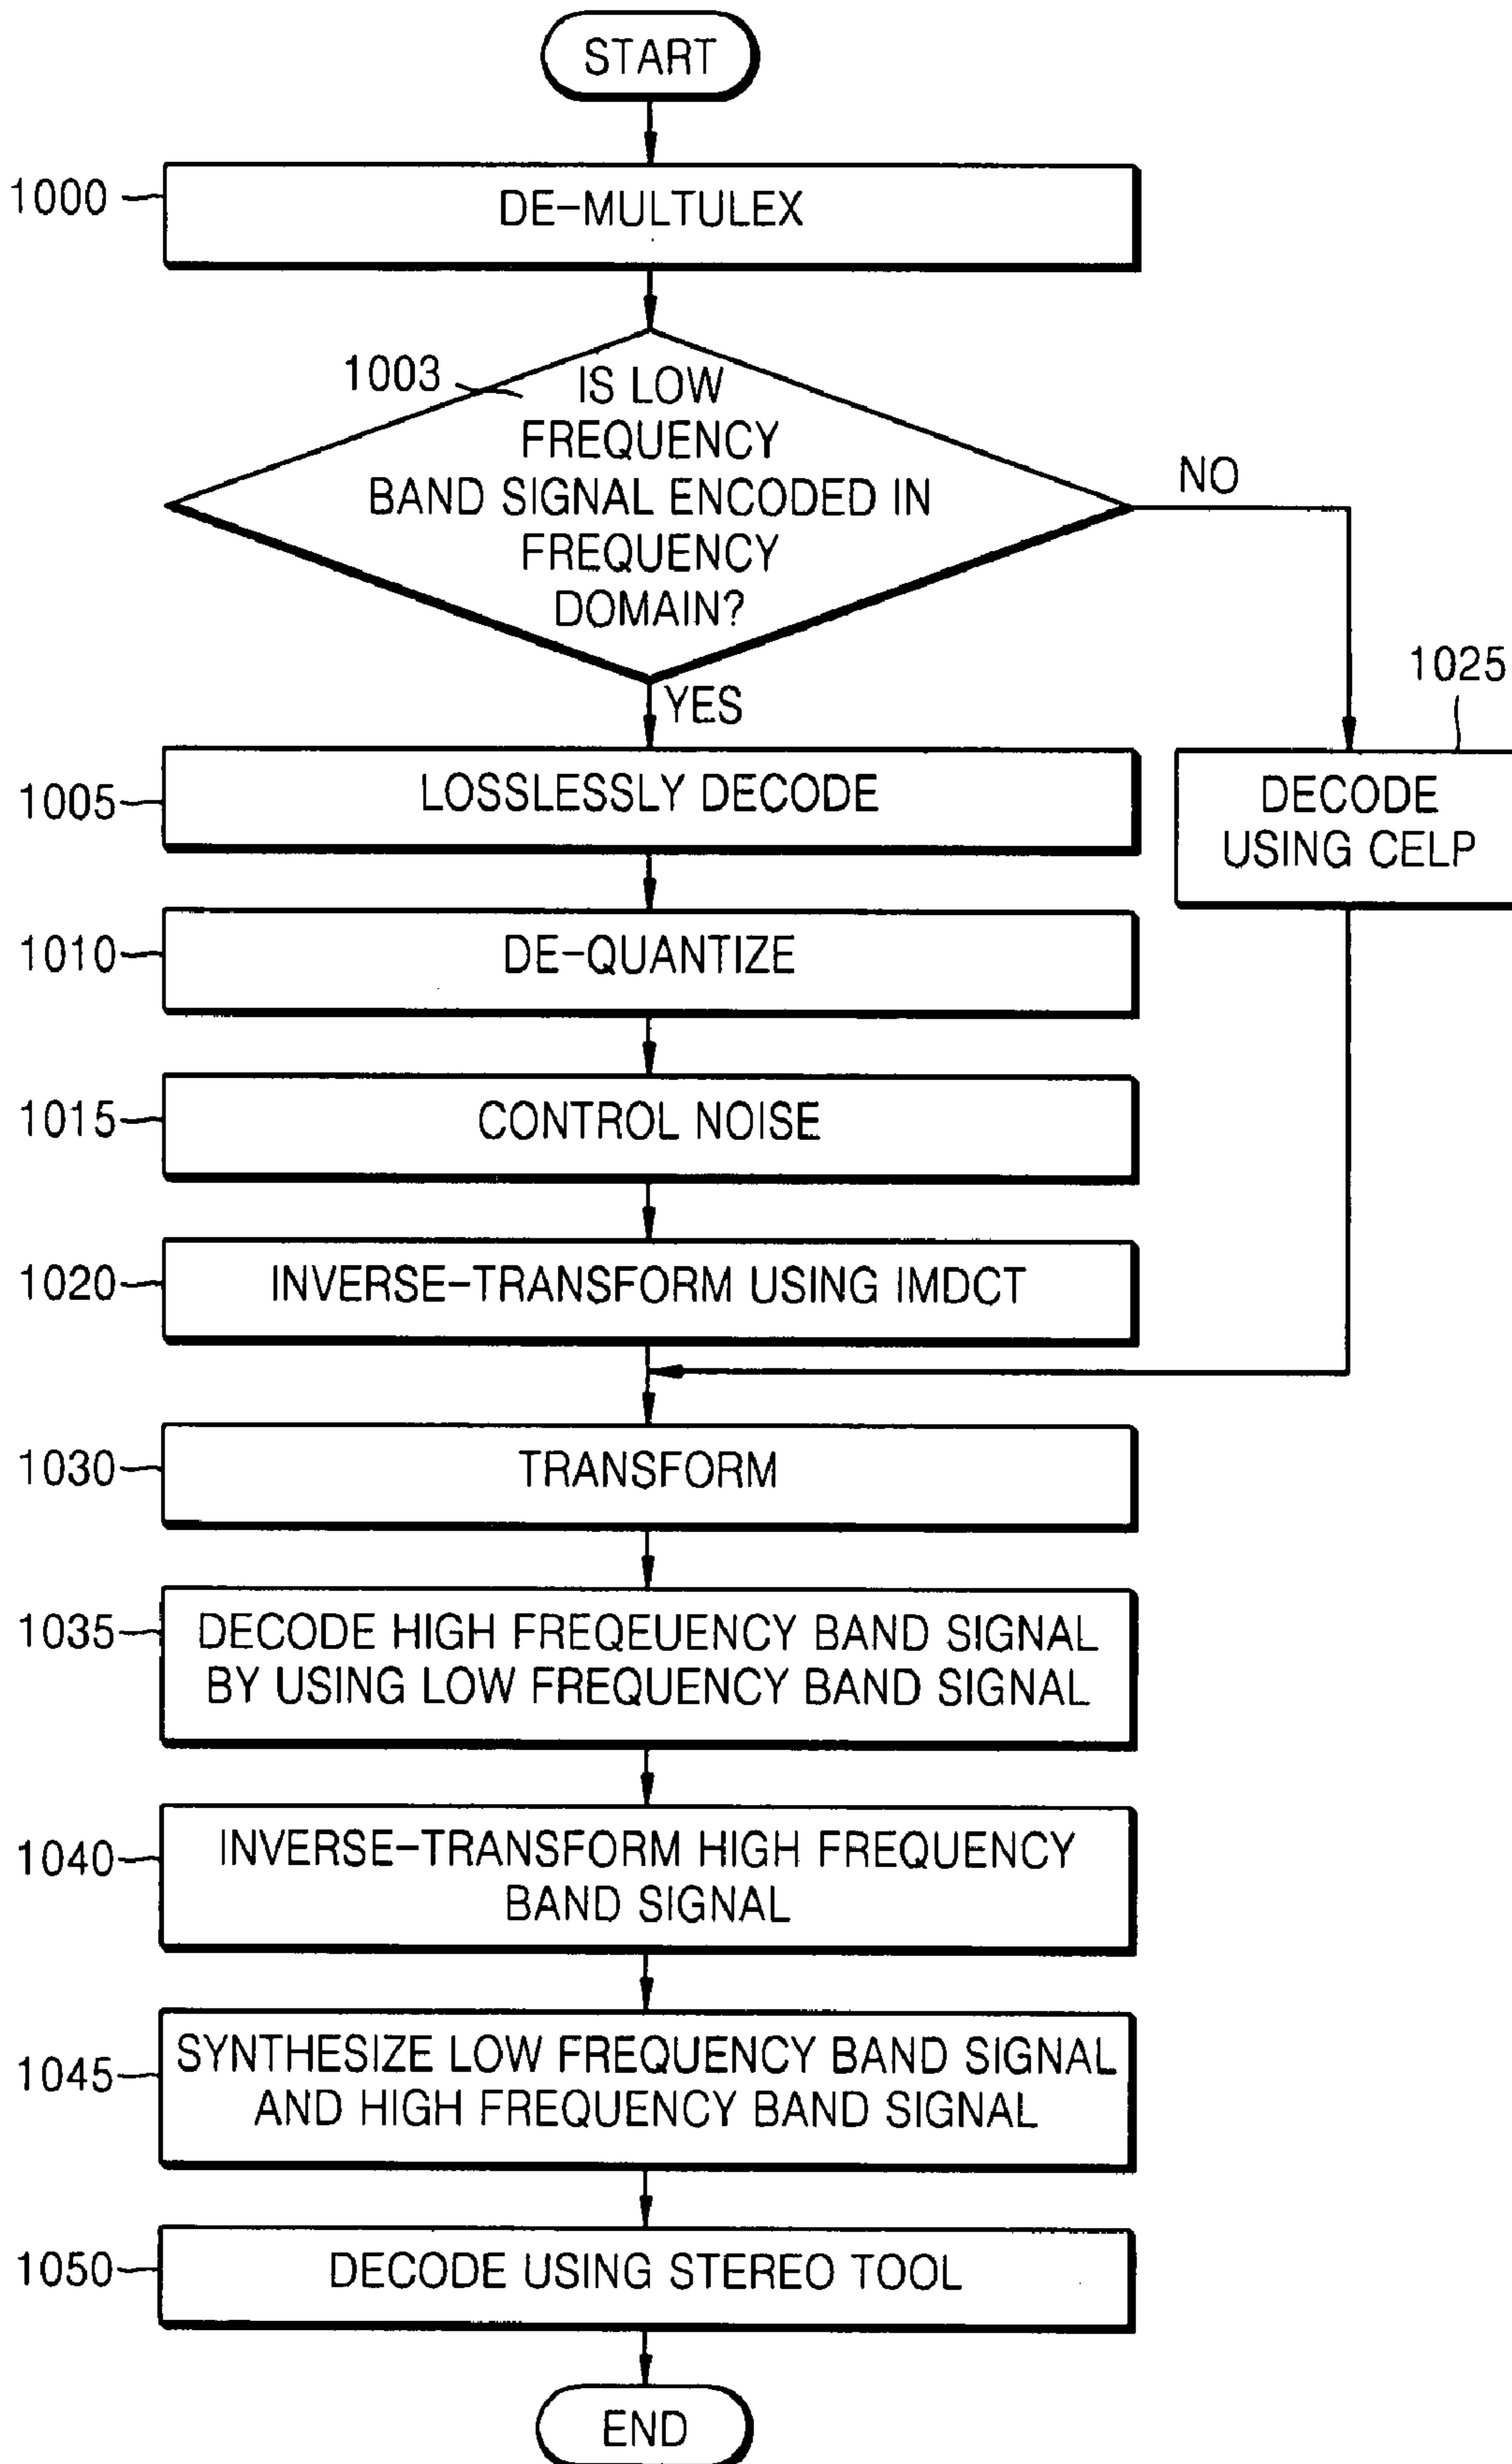 START
1000
DE-MULTULEX
1003
IS LOW
FREQUENCY
BAND SIGNAL ENCODED IN
FREQUENCY
DOMAIN?
NO
YES
1025
DECODE
USING CELP
1005
LOSSLESSLY DECODE
1010
DE-QUANTIZE
1015
CONTROL NOISE
1020
INVERSE-TRANSFORM USING IMDCT
1030
TRANSFORM
1035
DECODE HIGH FREQEUENCY BAND SIGNAL
BY USING LOW FREQUENCY BAND SIGNAL
1040
INVERSE-TRANSFORM HIGH FREQUENCY
BAND SIGNAL
1045
SYNTHESIZE LOW FREQUENCY BAND SIGNAL
AND HIGH FREQUENCY BAND SIGNAL
1050
DECODE USING STEREO TOOL
END